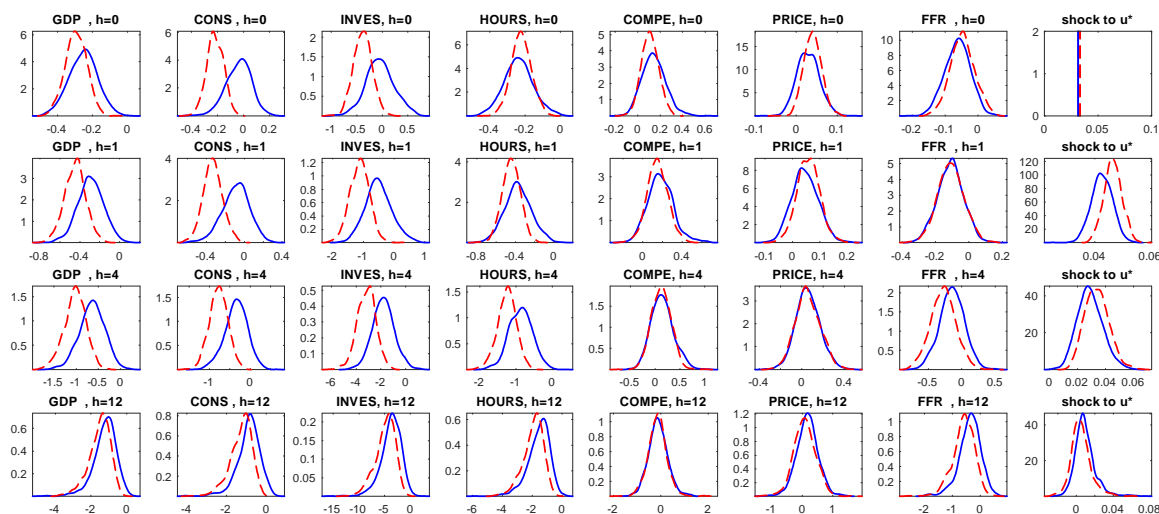 GDP , h=0 CONS , h=0 INVES, h=0 HOURS, h=0 COMPE, h=0 PRICE, h=0 FFR , h=0 shock to u*
6 6 2 6 5 15 10 2
4 4 1.5 4 4 10 8 1
2 2 1 2 3 5 6 0
0.5 2 4
1 2
-0.4 -0.2 0 -0.2 0 0.2 -1 -0.5 0 0.5 -0.4 -0.2 0 -0.2 0 0.2 0.4 0.6 -0.1 0 0.1 -0.2 -0.1 0 0 0.05 0.1
GDP , h=1 CONS , h=1 INVES, h=1 HOURS, h=1 COMPE, h=1 PRICE, h=1 FFR , h=1 shock to u*
4 4 1.2 4 3 8 5 120
3 2 1 2 2 6 4 100
2 0.8 1 4 3 80
1 0.6 2 2 60
0.4 1 40
0.2 20
-0.8 -0.4 0 -0.4 0 0.4 -2 -1 0 1 -0.8 -0.4 0 0 0.4 -0.1 0 0.1 0.2 -0.4 -0.2 0 0.2 0.02 0.04 0.06
GDP , h=4 CONS , h=4 INVES, h=4 HOURS, h=4 COMPE, h=4 PRICE, h=4 FFR , h=4 shock to u*
1.5 1.5 0.5 1.5 1.5 3 2 40
1 1 0.4 1 1 2 1.5 20
0.5 0.5 0.3 0.5 0.5 1 1
0.2 0.5
0.1
-1.5 -1 -0.5 0 -1 0 -6 -4 -2 0 -2 -1 0 -0.5 0 0.5 1 -0.4 0 0.4 -0.5 0 0.5 0 0.02 0.04 0.06
GDP , h=12 CONS , h=12 INVES, h=12 HOURS, h=12 COMPE, h=12 PRICE, h=12 FFR , h=12 shock to u*
0.6 0.8 0.2 0.6 1 1.2 1 40
0.4 0.6 0.15 0.4 0.8 1 0.8 20
0.2 0.4 0.1 0.2 0.6 0.8 0.6
0.2 0.05 0.4 0.6 0.4
0.2 0.4 0.2
0.2
-4 -2 0 -4 -2 0 -15 -10 -5 0 -6 -4 -2 0 -2 0 2 -1 0 1 -2 -1 0 0 0.04 0.08